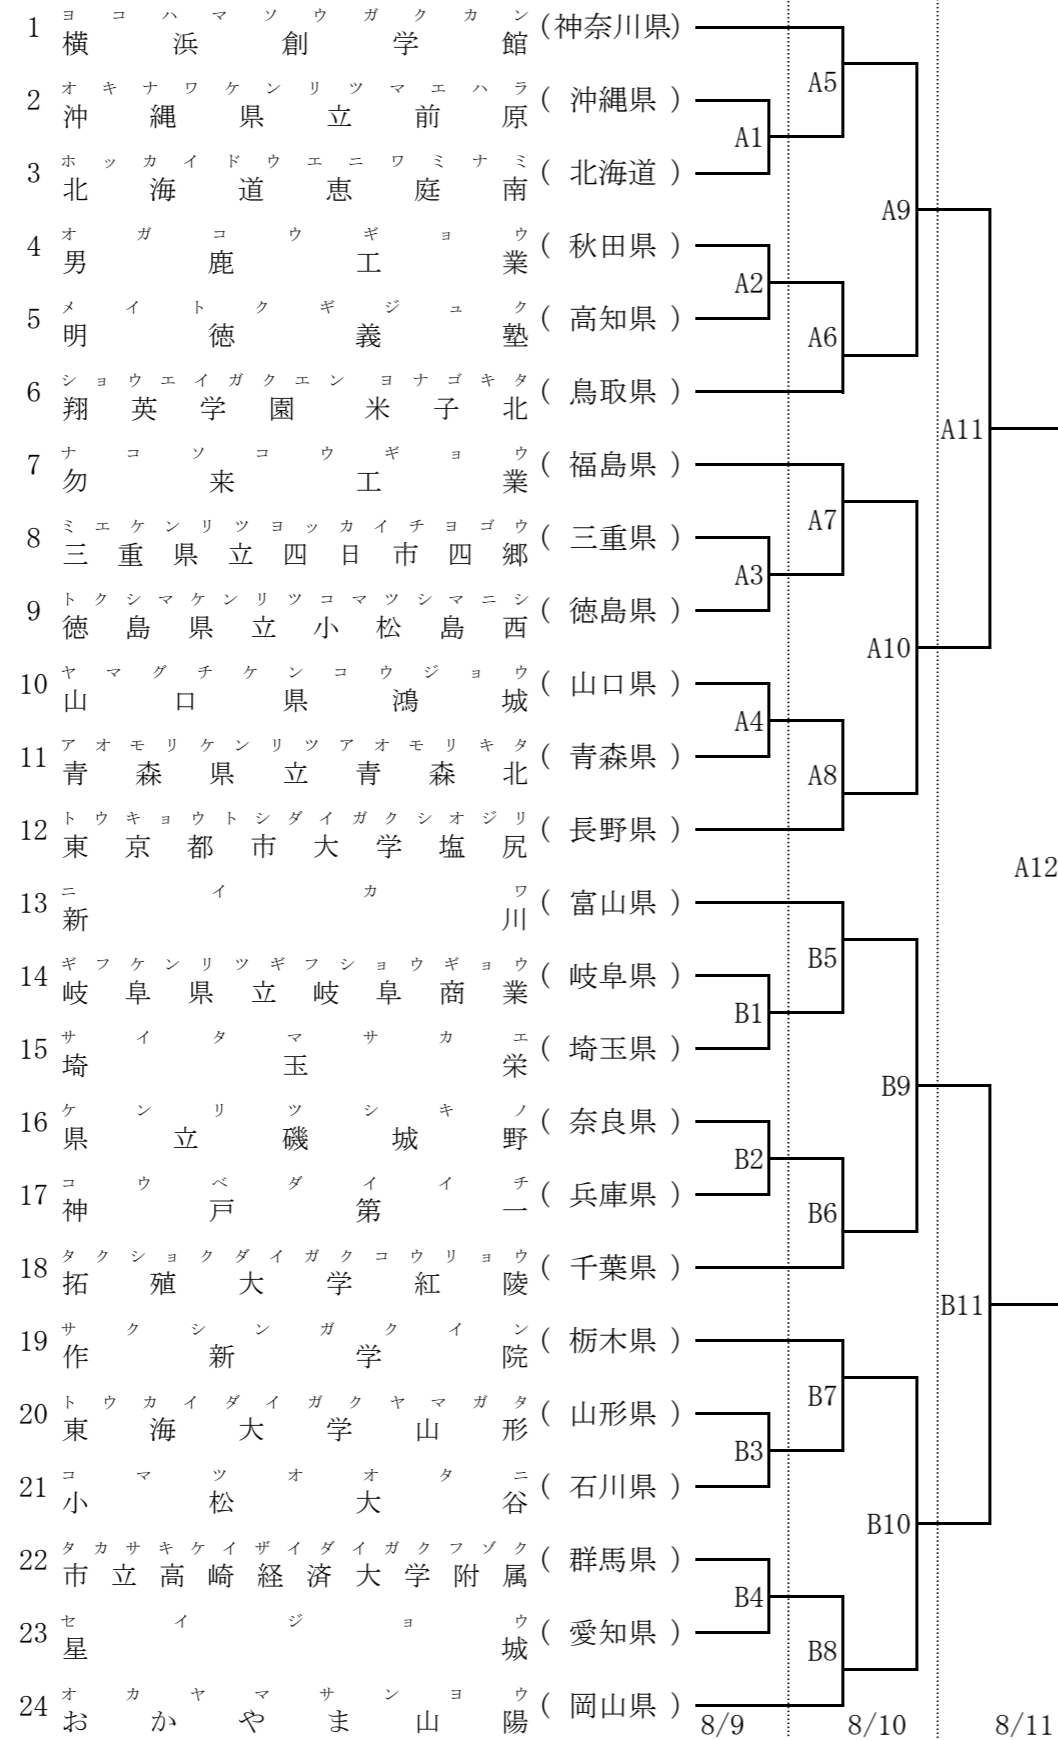 ヨコハマソウガクカン
1 横浜創学館 (神奈川県)
オキナワケンリツマエハラ
2 沖縄県立前原 ( 沖縄県 )
ホッカイドウエニワミナミ
3 北海道恵庭南 ( 北海道 )
オガコウギョウ
4 男鹿工業 ( 秋田県 )
メイトクギジュク
5 明徳義塾 ( 高知県 )
ショウエイガクエン ヨナゴキタ
6 翔英学園米子北 ( 鳥取県 )
ナコソコウギョウ
7 勿来工業 ( 福島県 )
ミエケンリツヨッカイチヨゴウ
8 三重県立四日市四郷 ( 三重県 )
トクシマケンリツコマツシマニシ
9 徳島県立小松島西 ( 徳島県 )
ヤマグチケンコウジョウ
10 山口県鴻城 ( 山口県 )
アオモリケンリツアオモリキタ
11 青森県立青森北 ( 青森県 )
トウキョウトシダイガクシオジリ
12 東京都市大学塩尻 ( 長野県 )
ニイカワ
13 新川 ( 富山県 )
ギフケンリツギフショウギョウ
14 岐阜県立岐阜商業 ( 岐阜県 )
サイタマサカエ
15 埼玉栄 ( 埼玉県 )
ケンリツシキノ
16 県立磯城野 ( 奈良県 )
コウベダイイチ
17 神戸第一 ( 兵庫県 )
タクショクダイガクコウリョウ
18 拓殖大学紅陵 ( 千葉県 )
サクシンガクイン
19 作新学院 ( 栃木県 )
トウカイダイガクヤマガタ
20 東海大学山形 ( 山形県 )
コマツオオタニ
21 小松大谷 ( 石川県 )
タカサキケイザイダイガクフゾク
22 市立高崎経済大学附属 ( 群馬県 )
セイジョウ
23 星城 ( 愛知県 )
オカヤマサンヨウ
24 おかやま山陽 ( 岡山県 )
A1
A2
A3
A4
B1
B2
B3
B4
A5
A6
A7
A8
B5
B6
B7
B8
A9
A10
B9
B10
A11
B11
A12
8/9
8/10
8/11